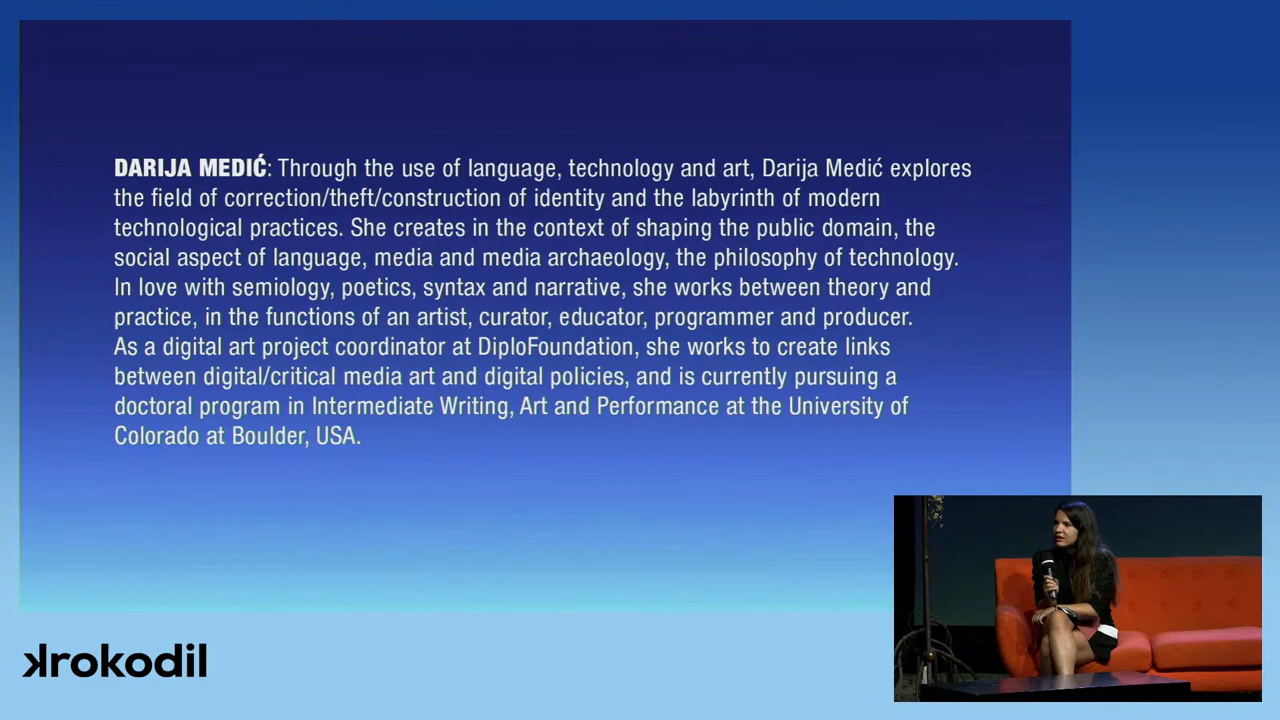 DARIJA MEDIĆ: Through the use of language, technology and art, Darija Medić explores
the field of correction/theft/construction of identity and the labyrinth of modern
technological practices. She creates in the context of shaping the public domain, the
social aspect of language, media and media archaeology, the philosophy of technology.
In love with semiology, poetics, syntax and narrative, she works between theory and
practice, in the functions of an artist, curator, educator, programmer and producer.
As a digital art project coordinator at DiploFoundation, she works to create links
between digital/critical media art and digital policies, and is currently pursuing a
doctoral program in Intermediate Writing, Art and Performance at the University of
Colorado at Boulder, USA.
krokodil